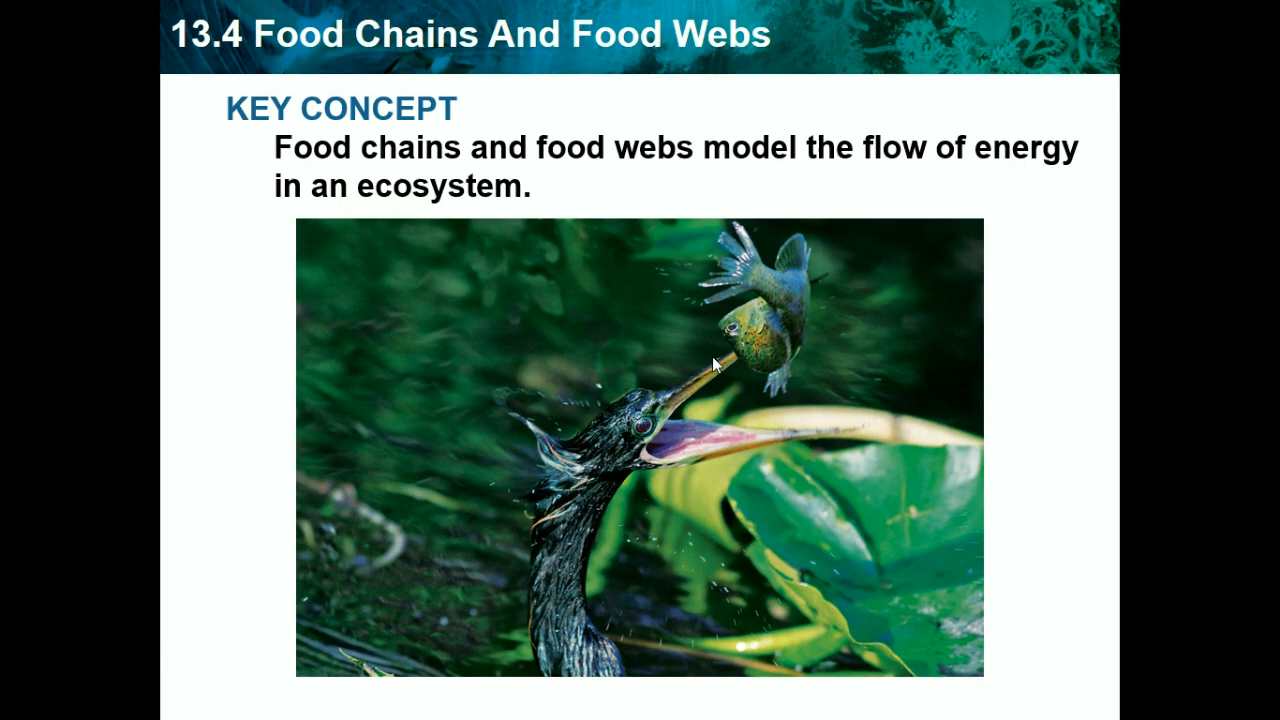 13.4 Food Chains And Food Webs
KEY CONCEPT
Food chains and food webs model the flow of energy
in an ecosystem.